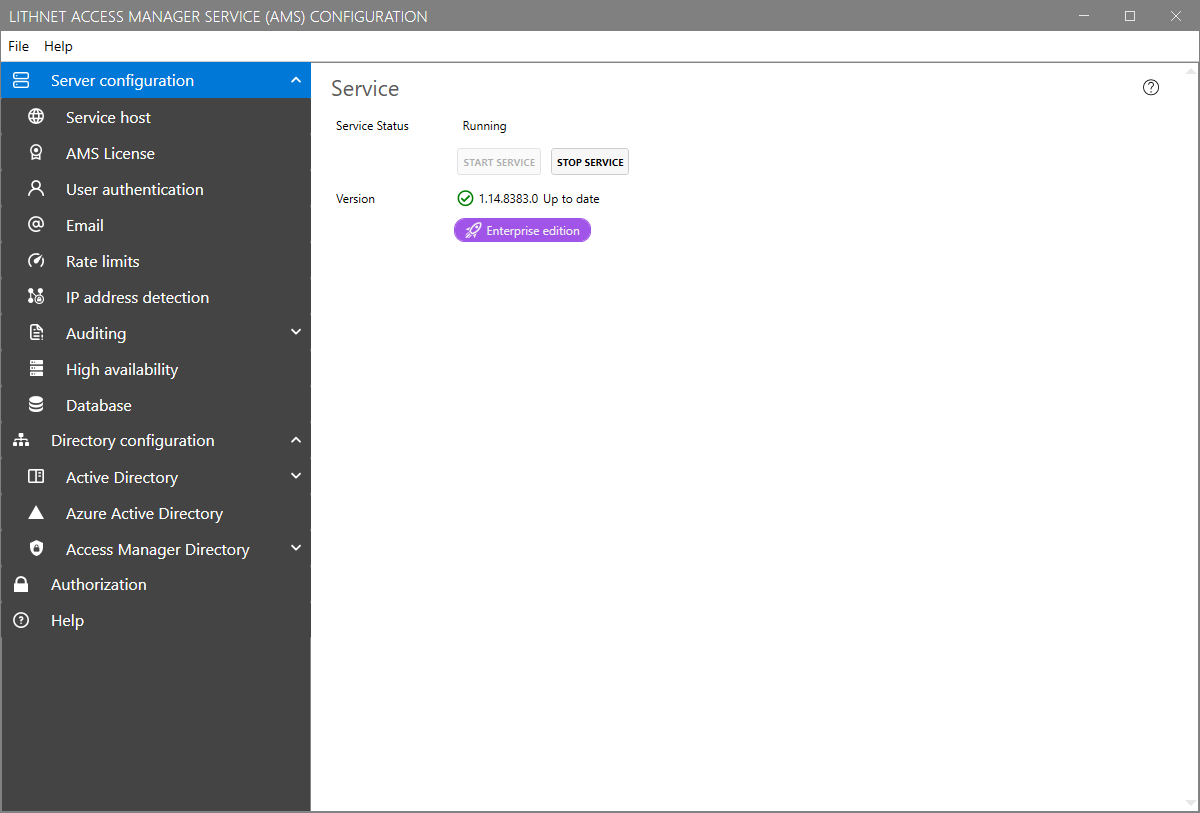 LITHNET ACCESS MANAGER SERVICE (AMS) CONFIGURATION
File Help
Server configuration
Service host
AMS License
User authentication
Email
Rate limits
IP address detection
Auditing
High availability
Database
Directory configuration
Active Directory
Azure Active Directory
Access Manager Directory
Authorization
Help
Service
Service Status Running
START SERVICE STOP SERVICE
Version 1.14.8383.0 Up to date
Enterprise edition